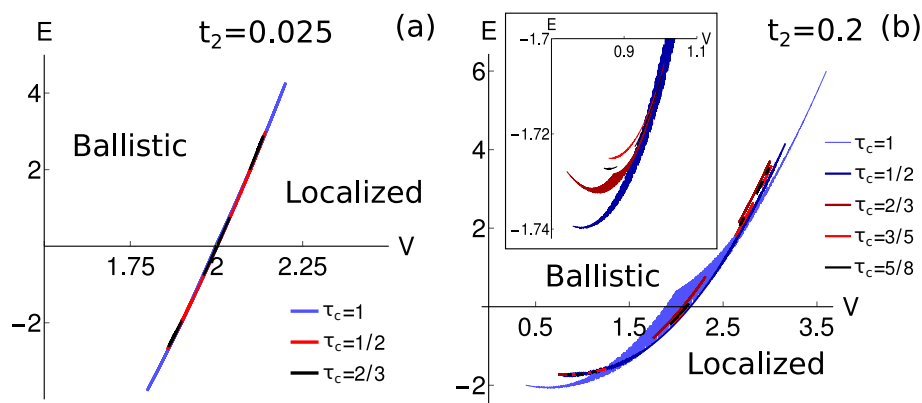 E
t₂=0.025
(a)
4
Ballistic
2
Localized
V
1.75
2
2.25
-2
τc=1
τc=1/2
τc=2/3
E
t₂=0.2
(b)
6
4
2
-2
E
V
-1.7
0.9
1.1
-1.72
-1.74
τc=1
τc=1/2
τc=2/3
τc=3/5
τc=5/8
Ballistic
V
0.5
1.5
2.5
3.5
Localized